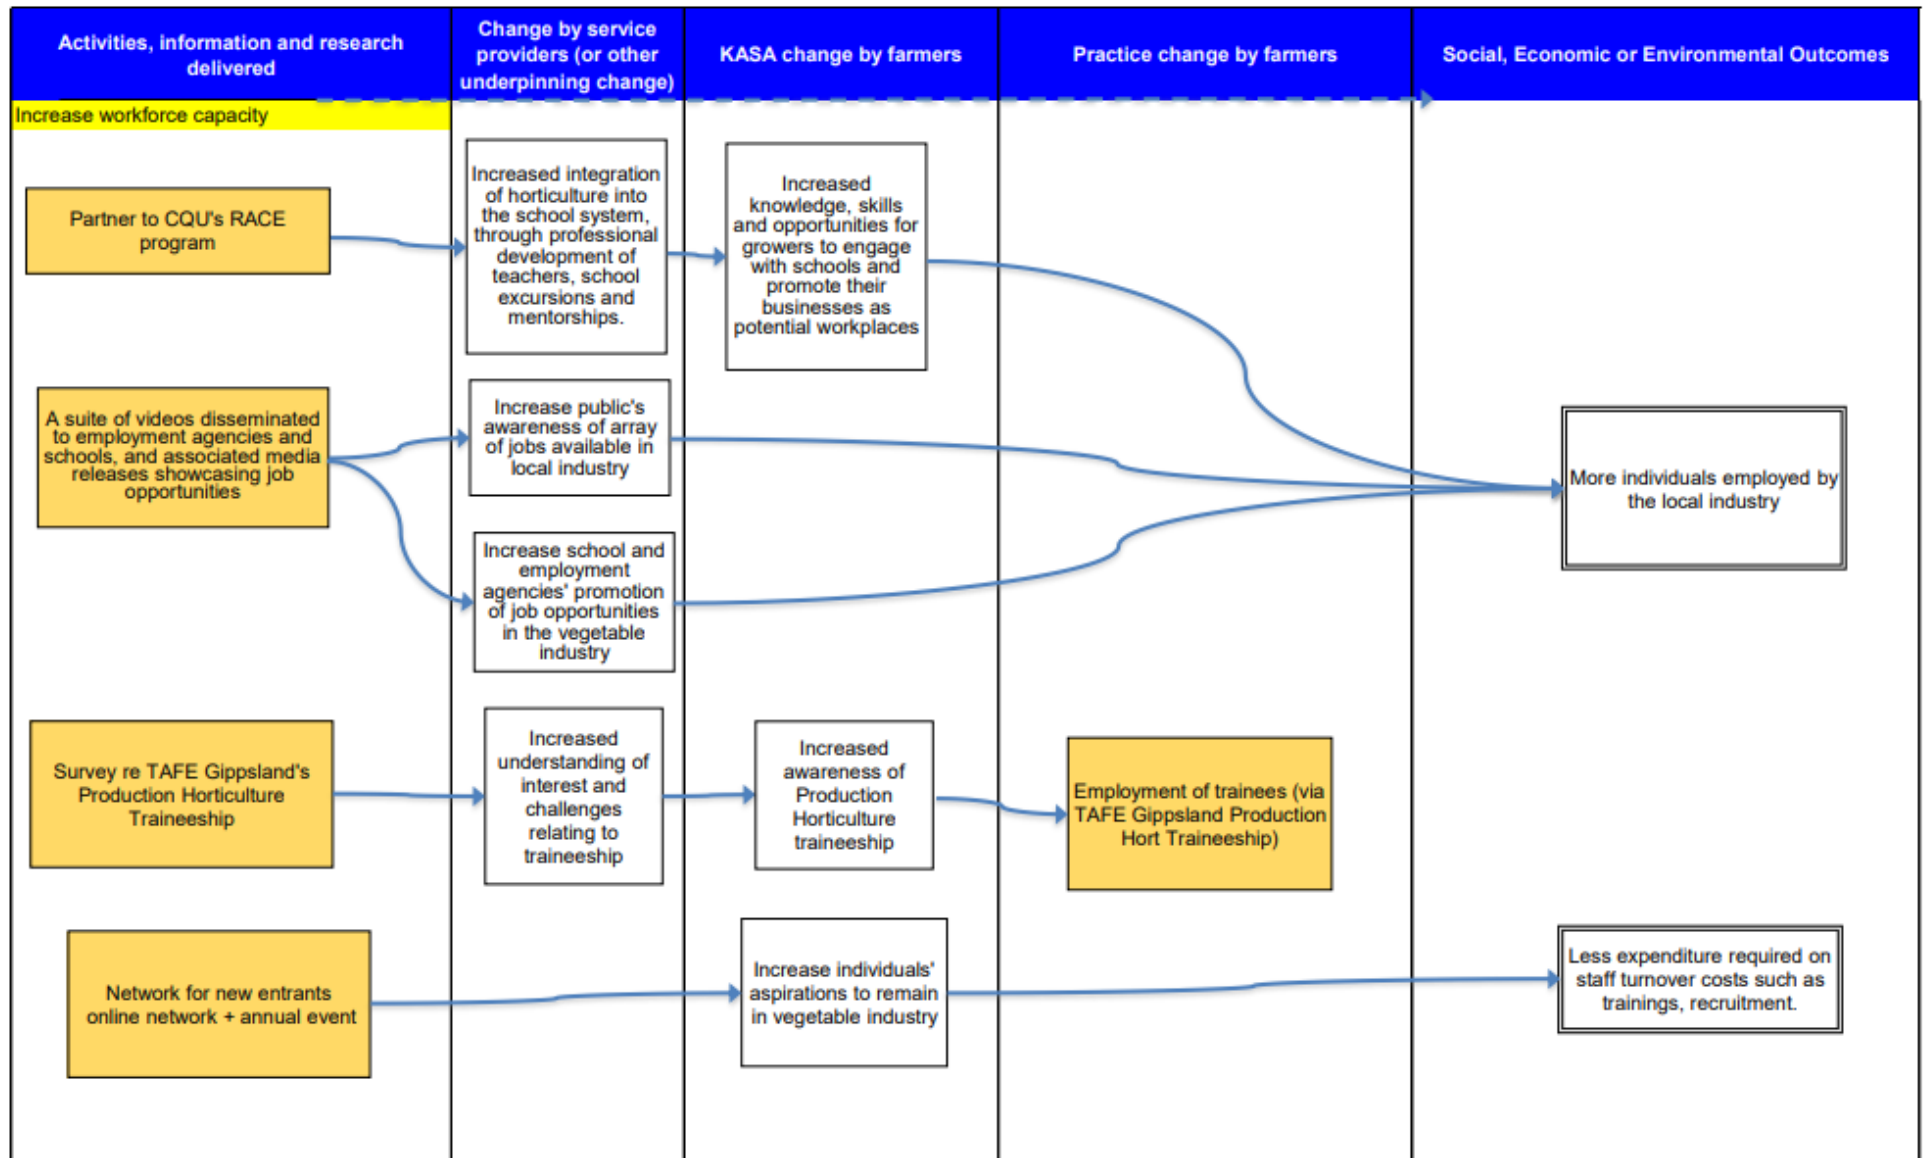 Activities, information and research
delivered
Change by service
providers (or other
underpinning change)
KASA change by farmers
Practice change by farmers
Social, Economic or Environmental Outcomes
Increase workforce capacity
Partner to CQU's RACE
program
Increased integration
of horticulture into
the school system,
through professional
development of
teachers, school
excursions and
mentorships.
Increased
knowledge, skills
and opportunities for
growers to engage
with schools and
promote their
businesses as
potential workplaces
A suite of videos disseminated
to employment agencies and
schools, and associated media
releases showcasing job
opportunities
Increase public's
awareness of array
of jobs available in
local industry
More individuals employed by
the local industry
Increase school and
employment
agencies' promotion
of job opportunities
in the vegetable
industry
Survey re TAFE Gippsland's
Production Horticulture
Traineeship
Increased
understanding of
interest and
challenges
relating to
traineeship
Increased
awareness of
Production
Horticulture
traineeship
Employment of trainees (via
TAFE Gippsland Production
Hort Traineeship)
Network for new entrants
online network + annual event
Increase individuals'
aspirations to remain
in vegetable industry
Less expenditure required on
staff turnover costs such as
trainings, recruitment.